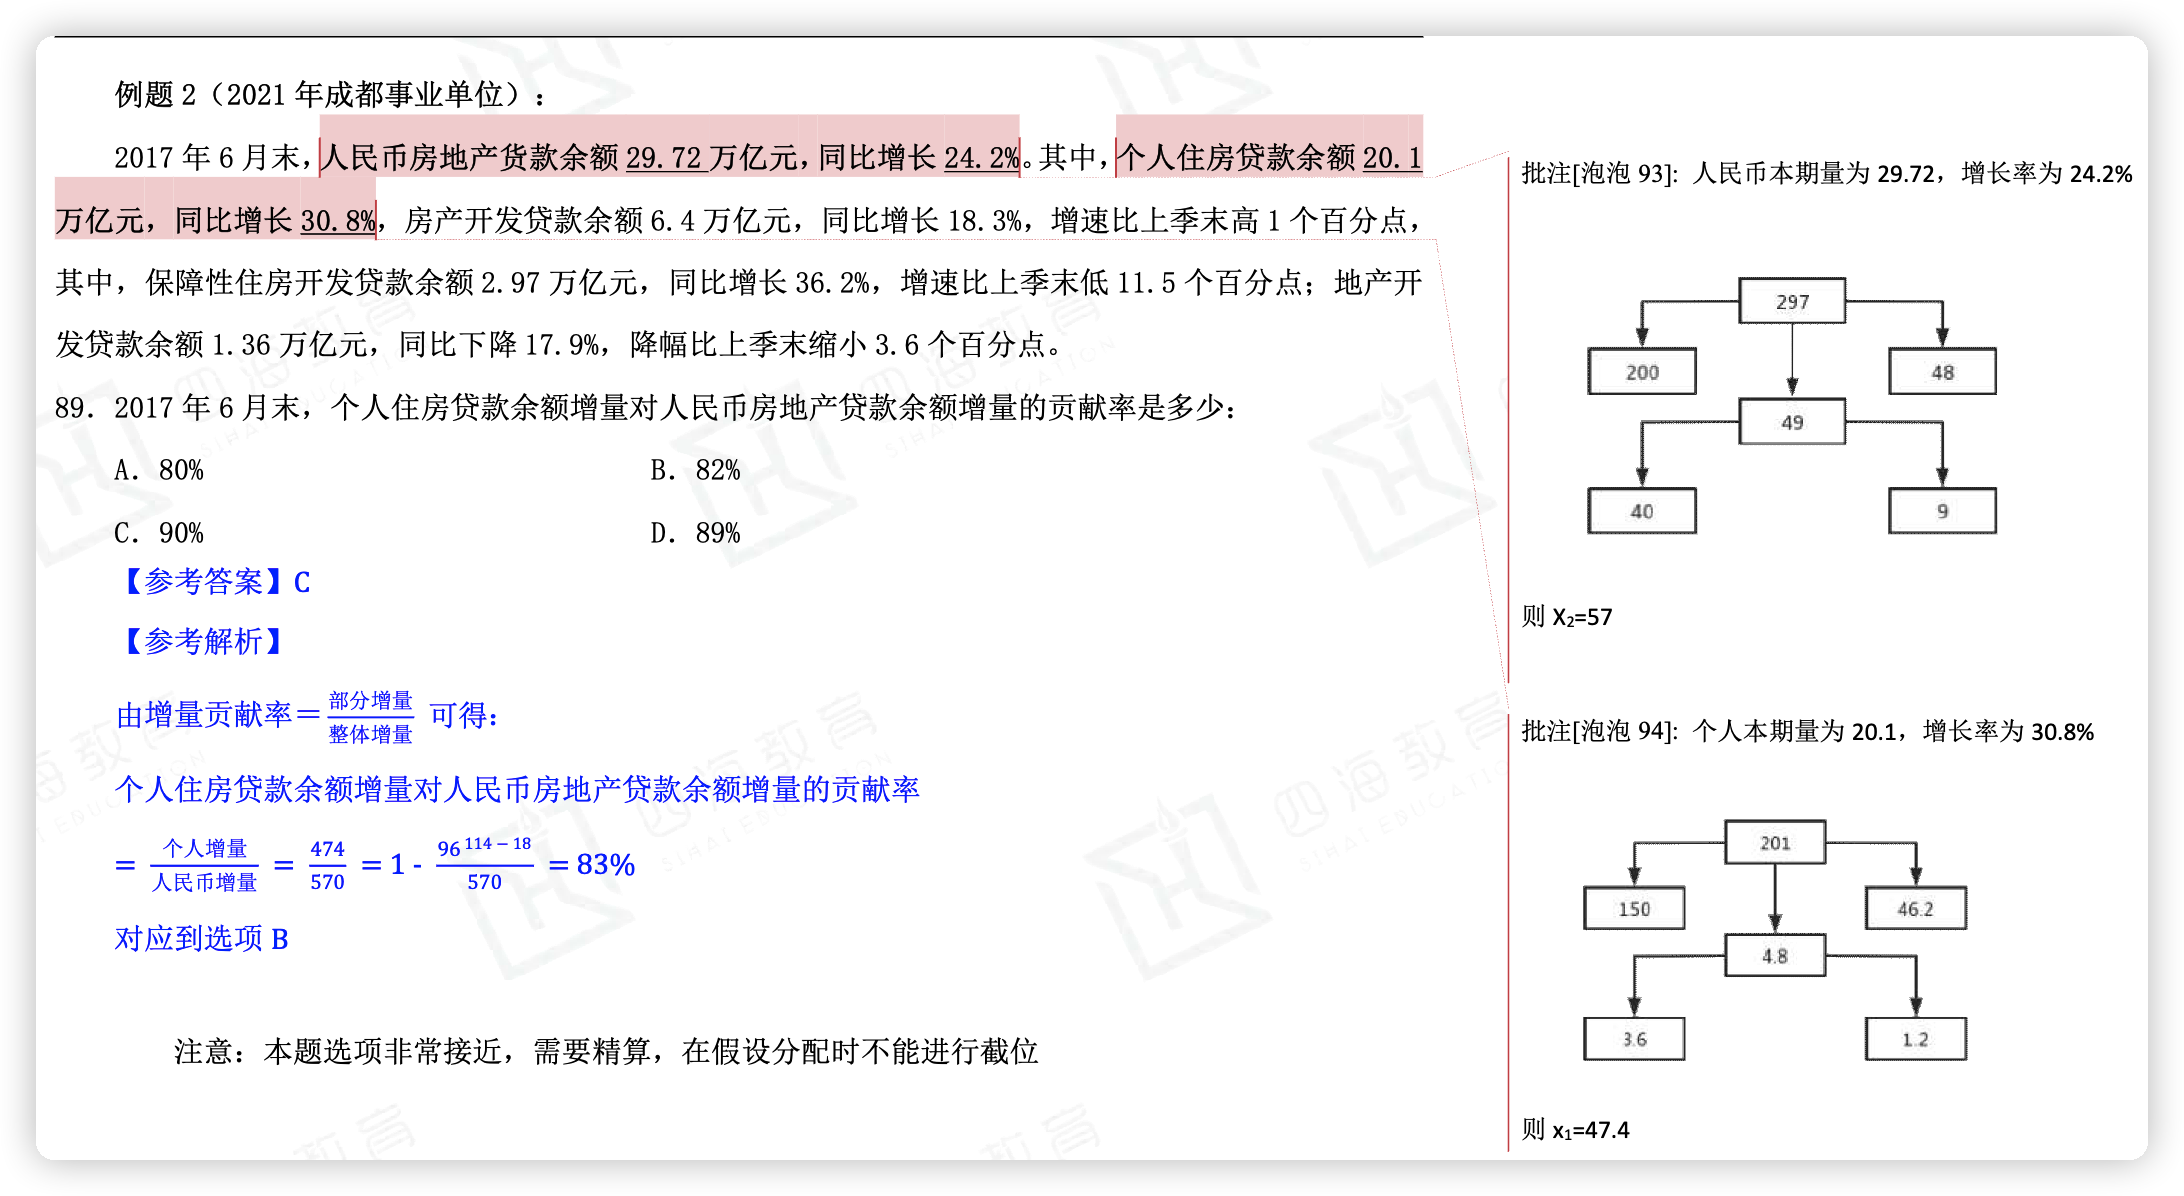 例题 2（2021 年成都事业单位）：
2017 年 6 月末，人民币房地产货款余额 29.72 万亿元，同比增长 24.2%。其中，个人住房贷款余额 20.1
万亿元，同比增长 30.8%，房产开发贷款余额 6.4 万亿元，同比增长 18.3%，增速比上季末高 1 个百分点，
其中，保障性住房开发贷款余额 2.97 万亿元，同比增长 36.2%，增速比上季末低 11.5 个百分点；地产开
发贷款余额 1.36 万亿元，同比下降 17.9%，降幅比上季末缩小 3.6 个百分点。
89. 2017 年 6 月末，个人住房贷款余额增量对人民币房地产贷款余额增量的贡献率是多少：
A. 80% B. 82%
C. 90% D. 89%
【参考答案】C
【参考解析】
由增量贡献率＝部分增量/整体增量 可得：
个人住房贷款余额增量对人民币房地产贷款余额增量的贡献率
= 个人增量/人民币增量 = 474/570 = 1 - 96 114－18/570 = 83%
对应到选项 B
注意：本题选项非常接近，需要精算，在假设分配时不能进行截位
批注[泡泡 93]: 人民币本期量为 29.72，增长率为 24.2%
297
200 48
49
40 9
则 X₂=57
批注[泡泡 94]: 个人本期量为 20.1，增长率为 30.8%
201
150 46.2
4.8
3.6 1.2
则 x₁=47.4
四海教育
SIHAI EDUCATION